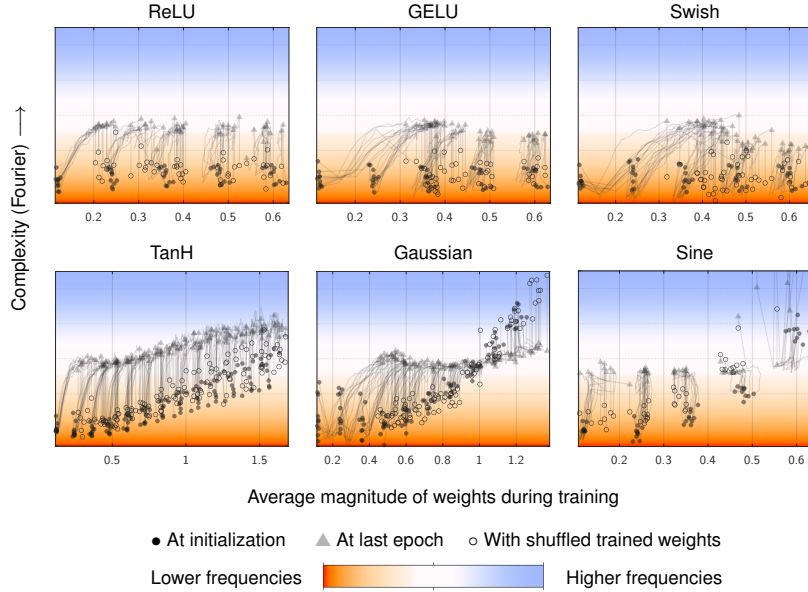 ReLU GELU Swish
0.2 0.3 0.4 0.5 0.6 0.2 0.3 0.4 0.5 0.6 0.2 0.3 0.4 0.5 0.6
Complexity (Fourier) ⟶
TanH Gaussian Sine
0.5 1 1.5 0.2 0.4 0.6 0.8 1 1.2 0.2 0.3 0.4 0.5 0.6
Average magnitude of weights during training
At initialization At last epoch With shuffled trained weights
Lower frequencies Higher frequencies